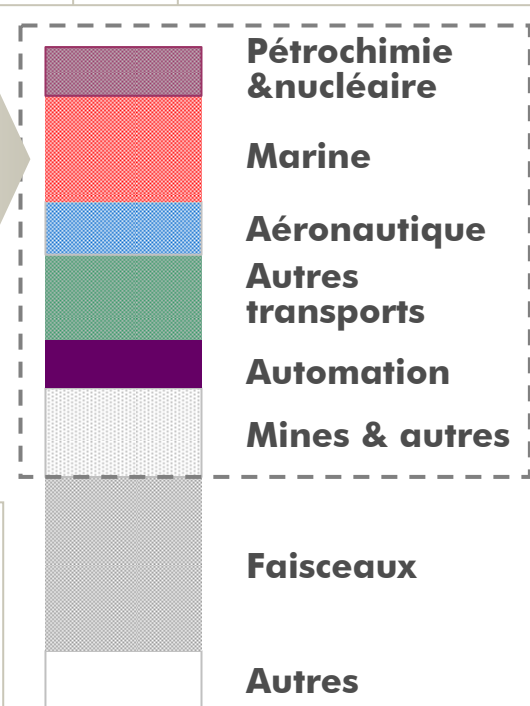 Pétrochimie
&nucléaire
Marine
Aéronautique
Autres
transports
Automation
Mines & autres
Faisceaux
Autres